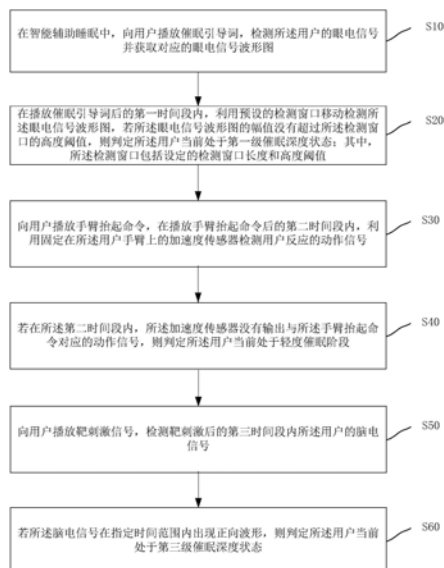 在智能辅助睡眠中，向用户播放催眠引导词，检测所述用户的眼电信号
并获取对应的眼电信号波形图
S10
在播放催眠引导词后的第一时间段内，利用预设的检测窗口移动检测所
述眼电信号波形图，若所述眼电信号波形图的幅值没有超过所述检测窗
口的高度阈值，则判定所述用户当前处于第一级催眠深度状态；其中，
所述检测窗口包括设定的检测窗口长度和高度阈值
S20
向用户播放手臂抬起命令，在播放手臂抬起命令后的第二时间段内，利
用固定在所述用户手臂上的加速度传感器检测用户反应的动作信号
S30
若在所述第二时间段内，所述加速度传感器没有输出与所述手臂抬起命
令对应的动作信号，则判定所述用户当前处于轻度催眠阶段
S40
向用户播放靶刺激信号，检测靶刺激后的第三时间段内所述用户的脑电
信号
S50
若所述脑电信号在指定时间范围内出现正向波形，则判定所述用户当前
处于第三级催眠深度状态
S60